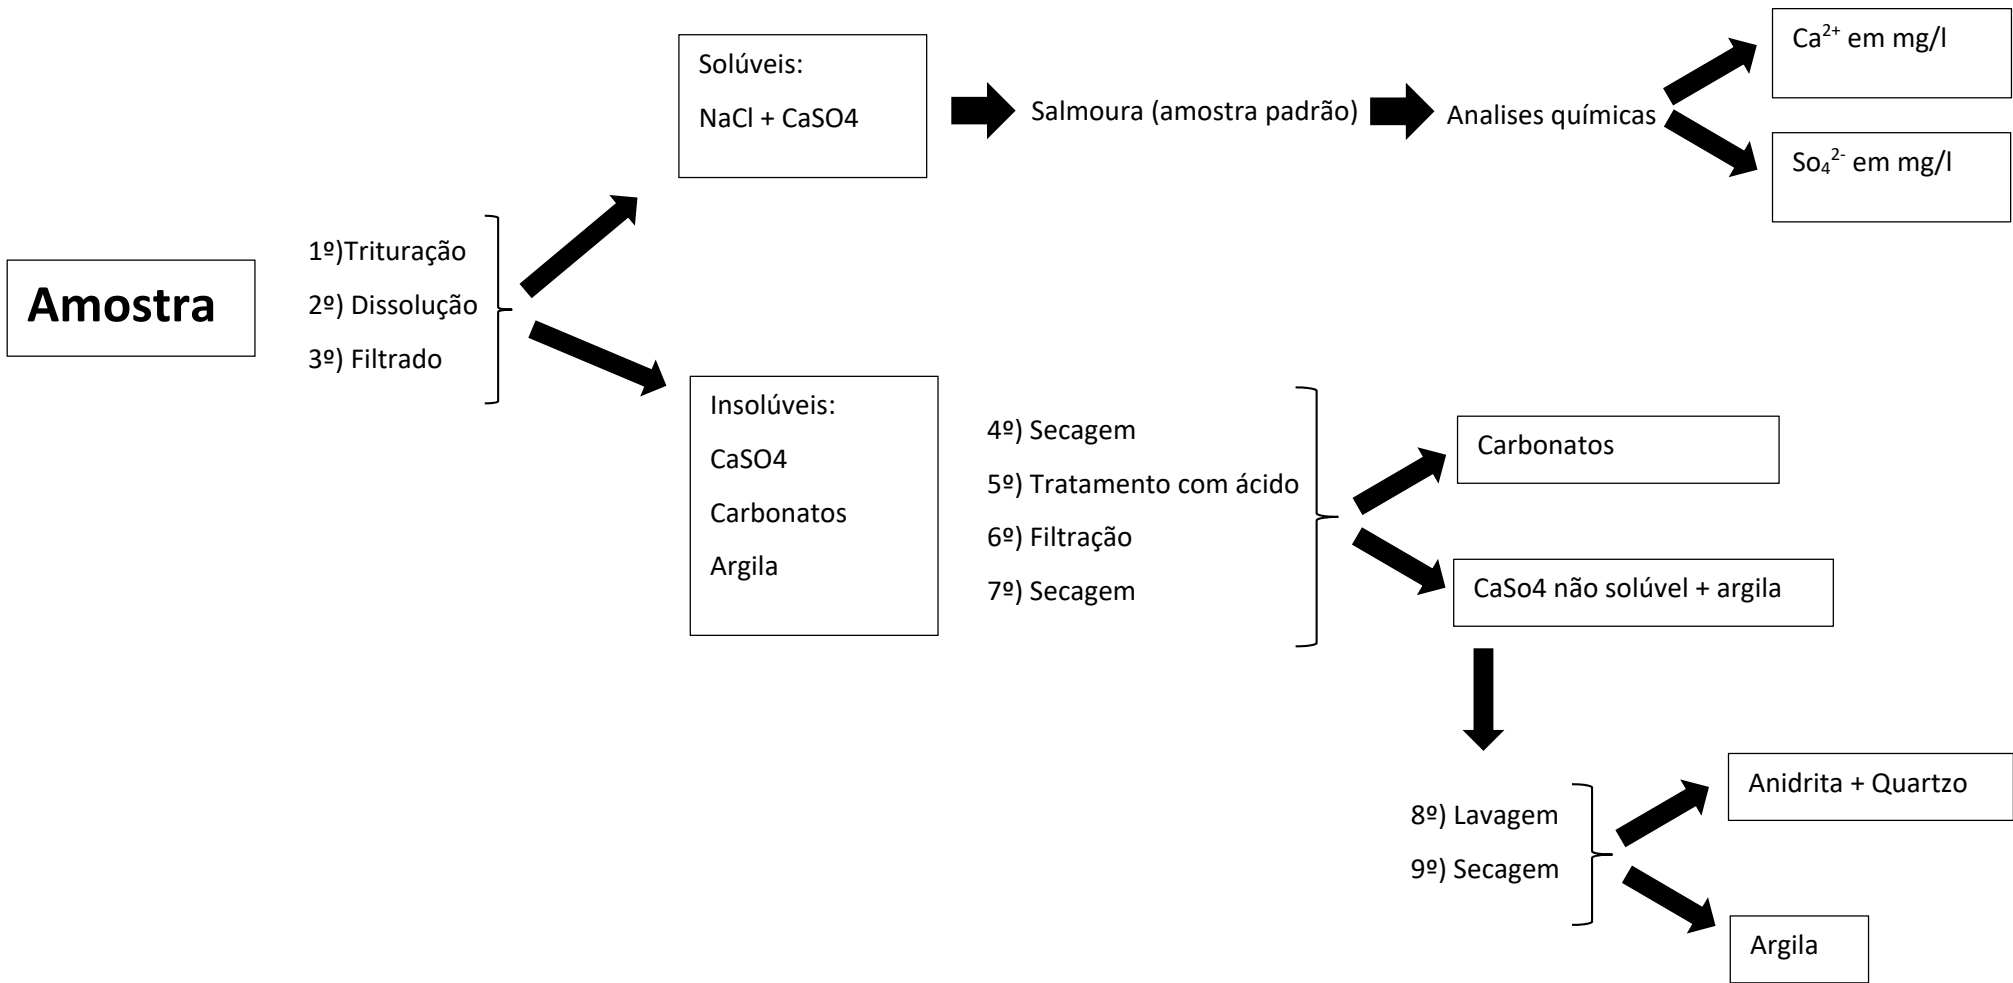 Amostra
1º)Trituração
2º) Dissolução
3º) Filtrado
Solúveis:
NaCl + CaSO4
Salmoura (amostra padrão)
Analises químicas
Ca²⁺ em mg/l
So₄²⁻ em mg/l
Insolúveis:
CaSO4
Carbonatos
Argila
4º) Secagem
5º) Tratamento com ácido
6º) Filtração
7º) Secagem
Carbonatos
CaSo4 não solúvel + argila
8º) Lavagem
9º) Secagem
Anidrita + Quartzo
Argila